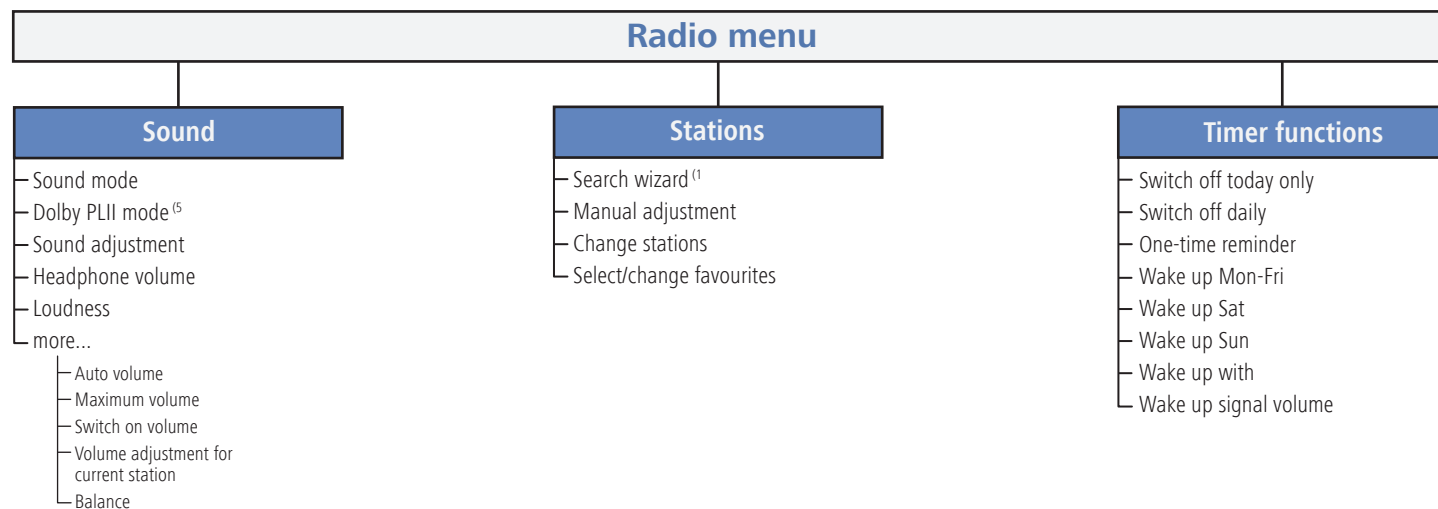 Radio menu
Sound
Sound mode
Dolby PLII mode (5
Sound adjustment
Headphone volume
Loudness
more...
Auto volume
Maximum volume
Switch on volume
Volume adjustment for
current station
Balance
Stations
Search wizard (1
Manual adjustment
Change stations
Select/change favourites
Timer functions
Switch off today only
Switch off daily
One-time reminder
Wake up Mon-Fri
Wake up Sat
Wake up Sun
Wake up with
Wake up signal volume